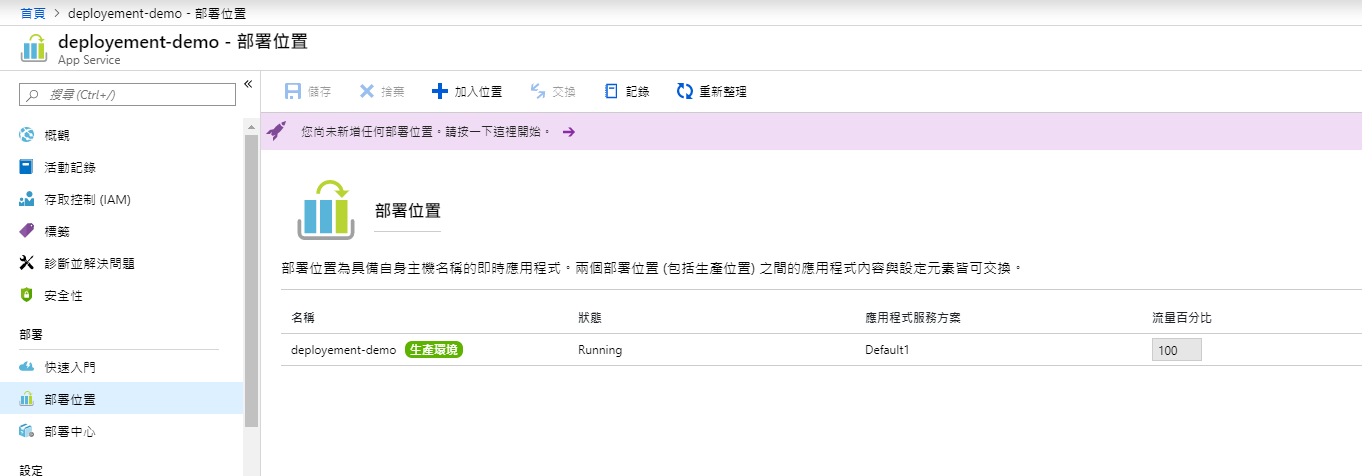 首頁 > deployement-demo - 部署位置
deployement-demo - 部署位置
App Service
搜尋 (Ctrl+/)
«
概觀
活動記錄
存取控制 (IAM)
標籤
診斷並解決問題
安全性
部署
快速入門
部署位置
部署中心
設定
儲存 捨棄 加入位置 交換 記錄 重新整理
您尚未新增任何部署位置。請按一下這裡開始。 →
部署位置
部署位置為具備自身主機名稱的即時應用程式。兩個部署位置 (包括生產位置) 之間的應用程式內容與設定元素皆可交換。
名稱 狀態 應用程式服務方案 流量百分比
deployement-demo 生產環境 Running Default1 100